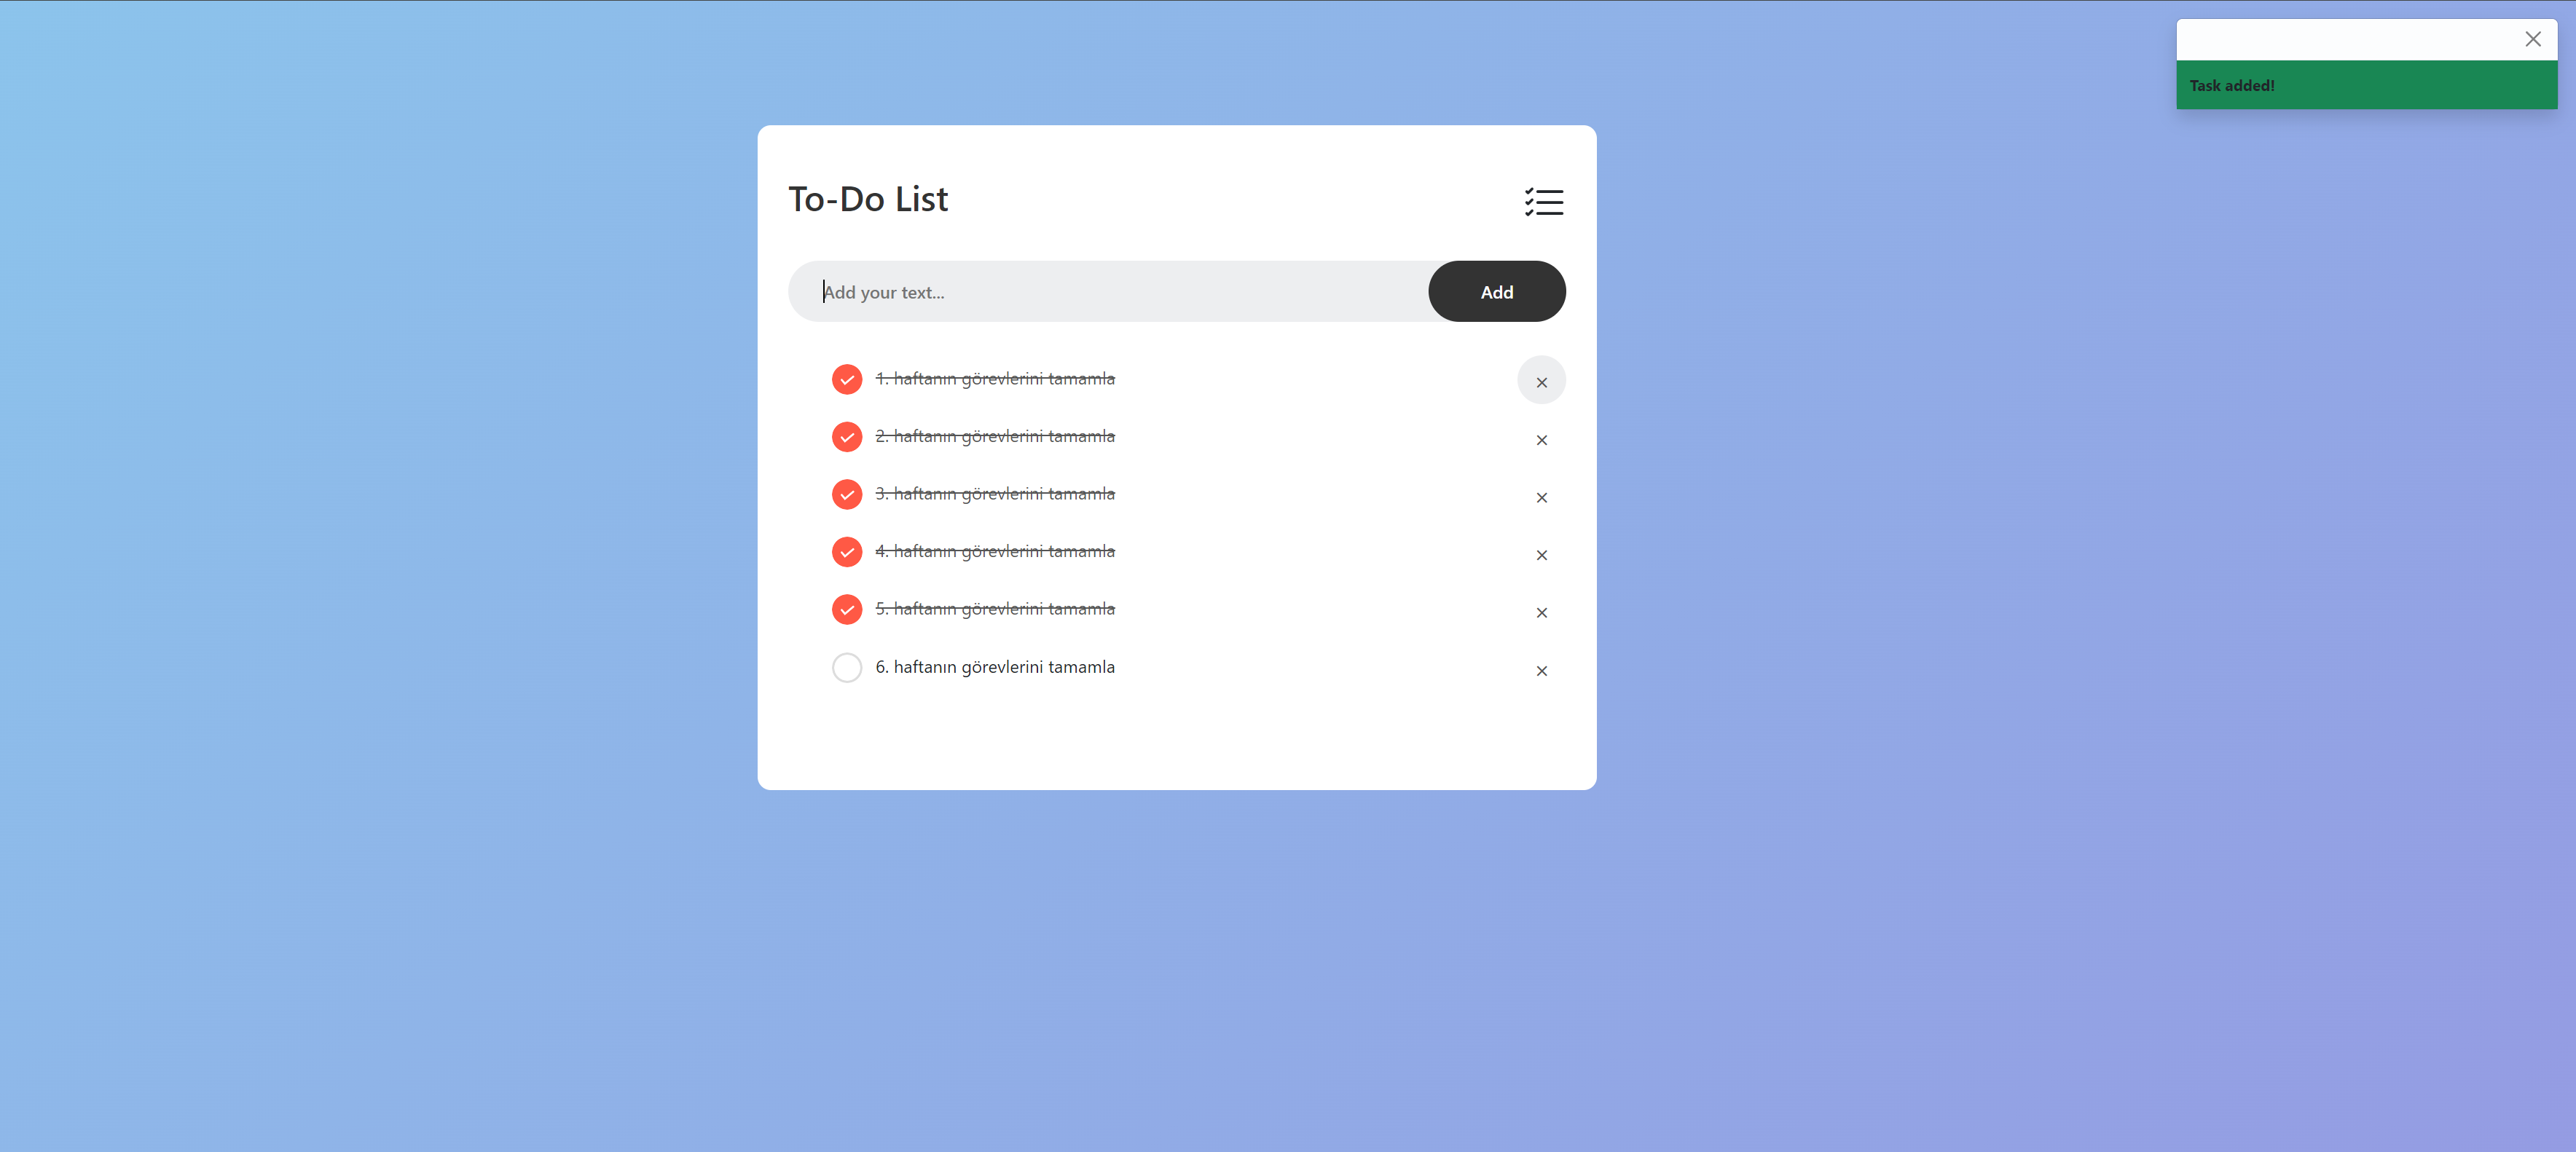 Task added!
To-Do List
Add your text...
Add
1. haftanın görevlerini tamamla
2. haftanın görevlerini tamamla
3. haftanın görevlerini tamamla
4. haftanın görevlerini tamamla
5. haftanın görevlerini tamamla
6. haftanın görevlerini tamamla